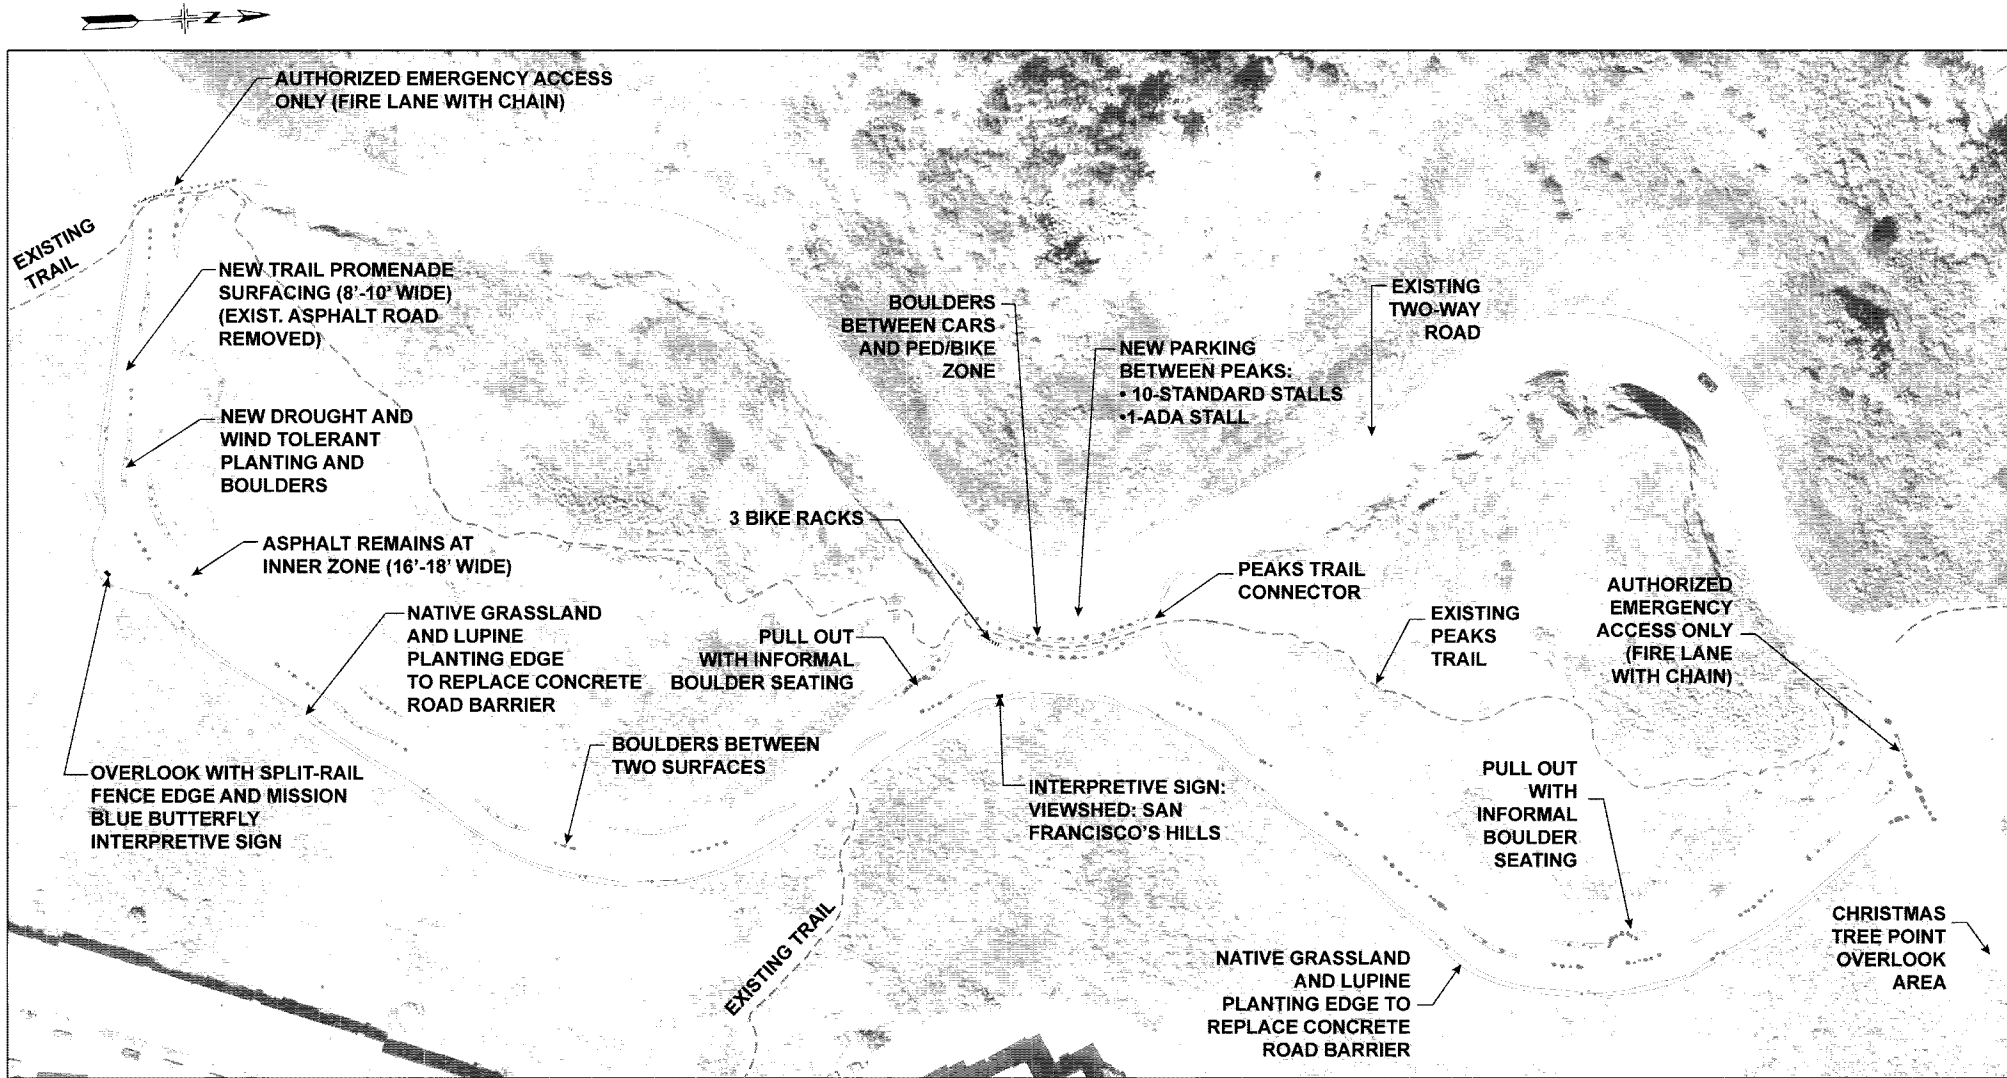 N
AUTHORIZED EMERGENCY ACCESS
ONLY (FIRE LANE WITH CHAIN)
EXISTING
TRAIL
NEW TRAIL PROMENADE
SURFACING (8'-10' WIDE)
(EXIST. ASPHALT ROAD
REMOVED)
NEW DROUGHT AND
WIND TOLERANT
PLANTING AND
BOULDERS
ASPHALT REMAINS AT
INNER ZONE (16'-18' WIDE)
NATIVE GRASSLAND
AND LUPINE
PLANTING EDGE
TO REPLACE CONCRETE
ROAD BARRIER
OVERLOOK WITH SPLIT-RAIL
FENCE EDGE AND MISSION
BLUE BUTTERFLY
INTERPRETIVE SIGN
BOULDERS BETWEEN
TWO SURFACES
PULL OUT
WITH INFORMAL
BOULDER SEATING
3 BIKE RACKS
BOULDERS
BETWEEN CARS
AND PED/BIKE
ZONE
NEW PARKING
BETWEEN PEAKS:
• 10-STANDARD STALLS
•1-ADA STALL
EXISTING
TWO-WAY
ROAD
PEAKS TRAIL
CONNECTOR
EXISTING
PEAKS
TRAIL
AUTHORIZED
EMERGENCY
ACCESS ONLY
(FIRE LANE
WITH CHAIN)
INTERPRETIVE SIGN:
VIEWSHED: SAN
FRANCISCO'S HILLS
EXISTING TRAIL
PULL OUT
WITH
INFORMAL
BOULDER
SEATING
NATIVE GRASSLAND
AND LUPINE
PLANTING EDGE TO
REPLACE CONCRETE
ROAD BARRIER
CHRISTMAS
TREE POINT
OVERLOOK
AREA